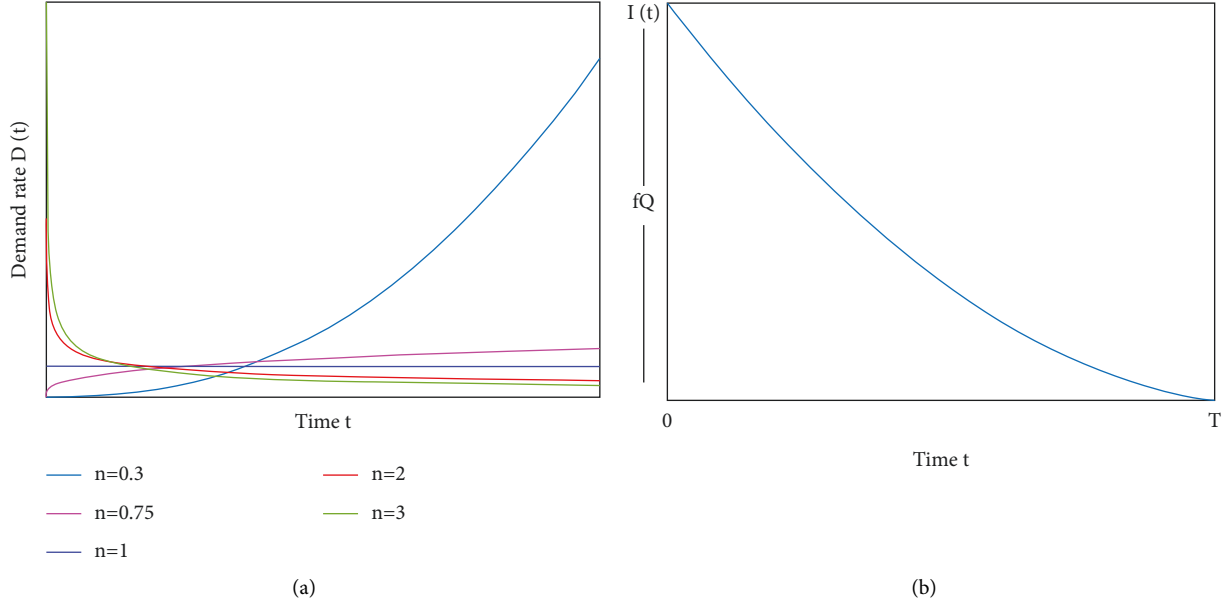 Demand rate D (t)
Time t
n=0.3
n=0.75
n=1
n=2
n=3
(a)
I (t)
fQ
0
T
Time t
(b)